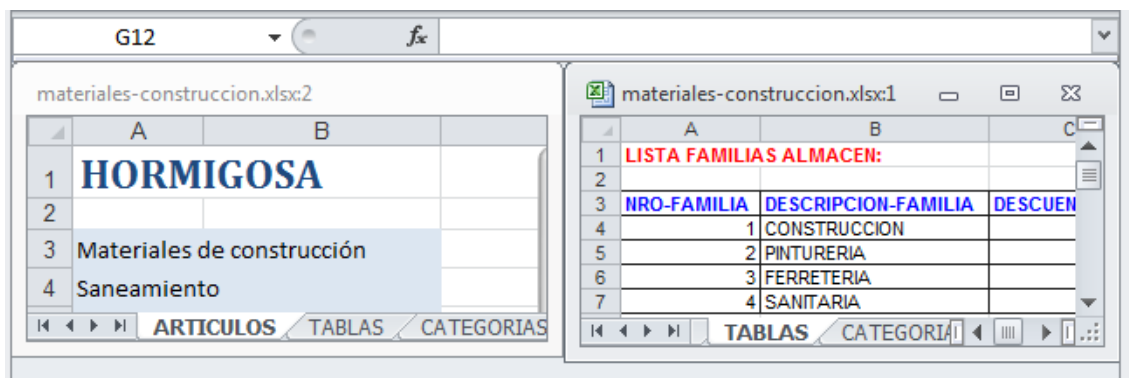 G12 fx
materiales-construccion.xlsx:2
A B
1 HORMIGOSA
2
3 Materiales de construcción
4 Saneamiento
ARTICULOS TABLAS CATEGORIAS
materiales-construccion.xlsx:1
A B C
1 LISTA FAMILIAS ALMACEN:
2
3 NRO-FAMILIA DESCRIPCION-FAMILIA DESCUEN
4 1 CONSTRUCCION
5 2 PINTURERIA
6 3 FERRETERIA
7 4 SANITARIA
TABLAS CATEGORIA